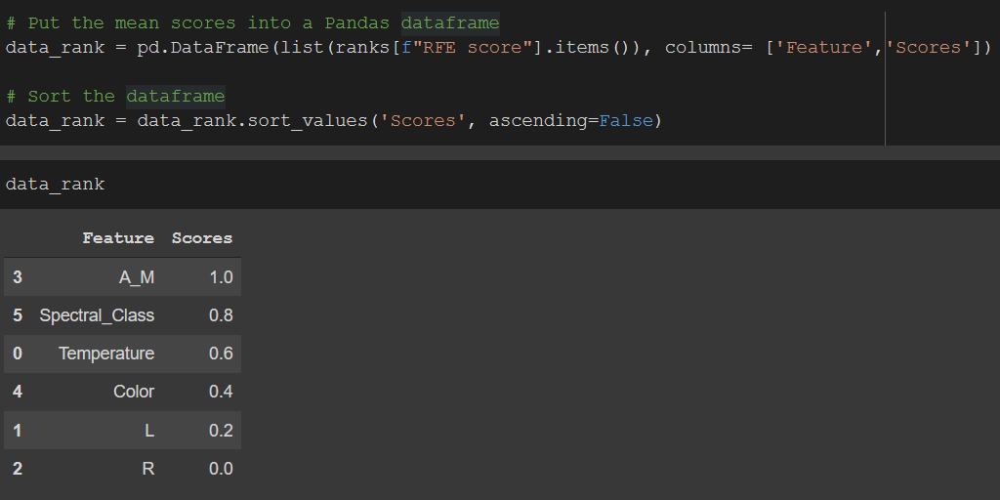 # Put the mean scores into a Pandas dataframe
data_rank = pd.DataFrame(list(ranks[f"RFE score"].items()), columns= ['Feature','Scores'])
# Sort the dataframe
data_rank = data_rank.sort_values('Scores', ascending=False)
data_rank
Feature Scores
3 A_M 1.0
5 Spectral_Class 0.8
0 Temperature 0.6
4 Color 0.4
1 L 0.2
2 R 0.0